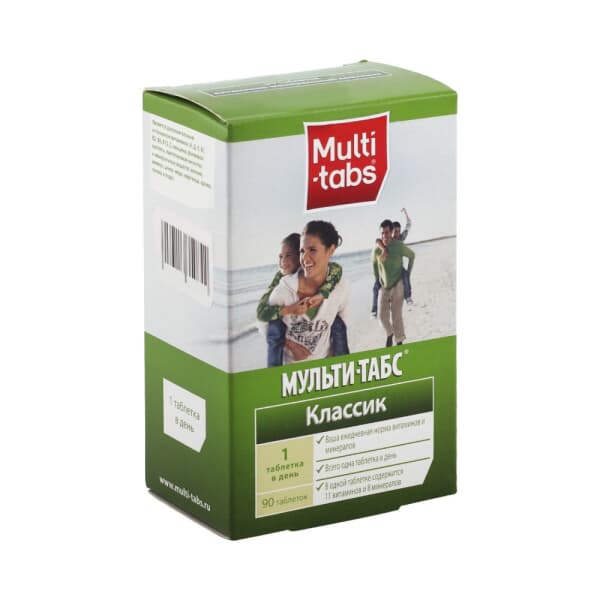 Multi
-tabs®
МУЛЬТИ-ТАБС®
Классик
1
таблетка
в день
90 таблеток
✓ Ваша ежедневная норма витаминов и
минералов
✓ Всего одна таблетка в день
✓ В одной таблетке содержится
11 витаминов и 8 минералов
1 таблетка
в день
www.multi-tabs.ru